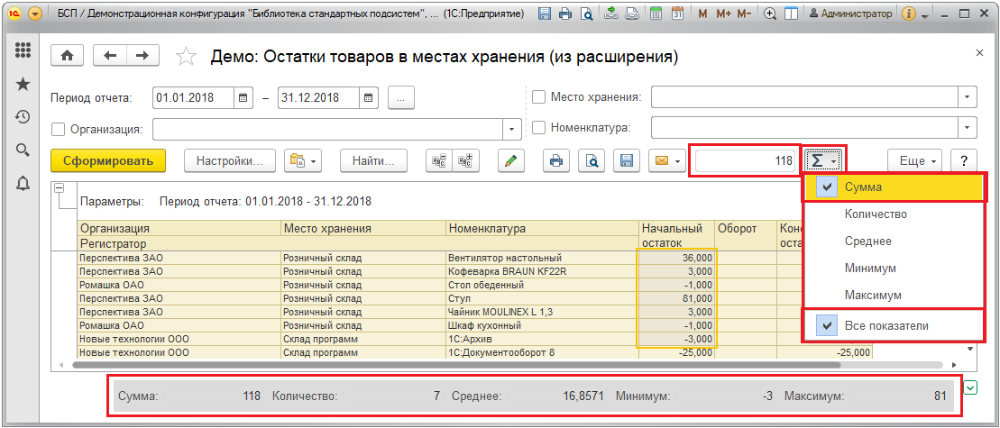 БСП / Демонстрационная конфигурация "Библиотека стандартных подсистем", ... (1С:Предприятие) M M+ M- Администратор
Демо: Остатки товаров в местах хранения (из расширения)
Период отчета: 01.01.2018 – 31.12.2018 ... Место хранения:
Организация: Номенклатура:
Сформировать Настройки... Найти... 118 Σ Еще ?
Сумма
Количество
Среднее
Минимум
Максимум
Все показатели
Параметры: Период отчета: 01.01.2018 - 31.12.2018
Организация Место хранения Номенклатура Начальный Оборот
Регистратор остаток
Перспектива ЗАО Розничный склад Вентилятор настольный 36,000
Перспектива ЗАО Розничный склад Кофеварка BRAUN KF22R 3,000
Ромашка ОАО Розничный склад Стол обеденный -1,000
Перспектива ЗАО Розничный склад Стул 81,000
Перспектива ЗАО Розничный склад Чайник MOULINEX L 1,3 3,000
Ромашка ОАО Розничный склад Шкаф кухонный -1,000
Новые технологии ООО Склад программ 1С:Архив -3,000
Новые технологии ООО Склад программ 1С:Документооборот 8 -25,000 -25,000
Сумма: 118 Количество: 7 Среднее: 16,8571 Минимум: -3 Максимум: 81